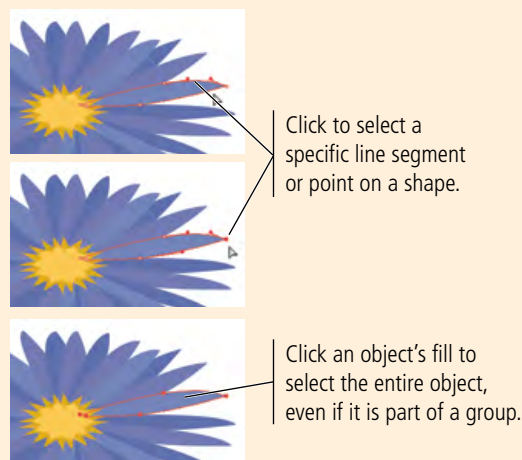 Click to select a
specific line segment
or point on a shape.
Click an object’s fill to
select the entire object,
even if it is part of a group.